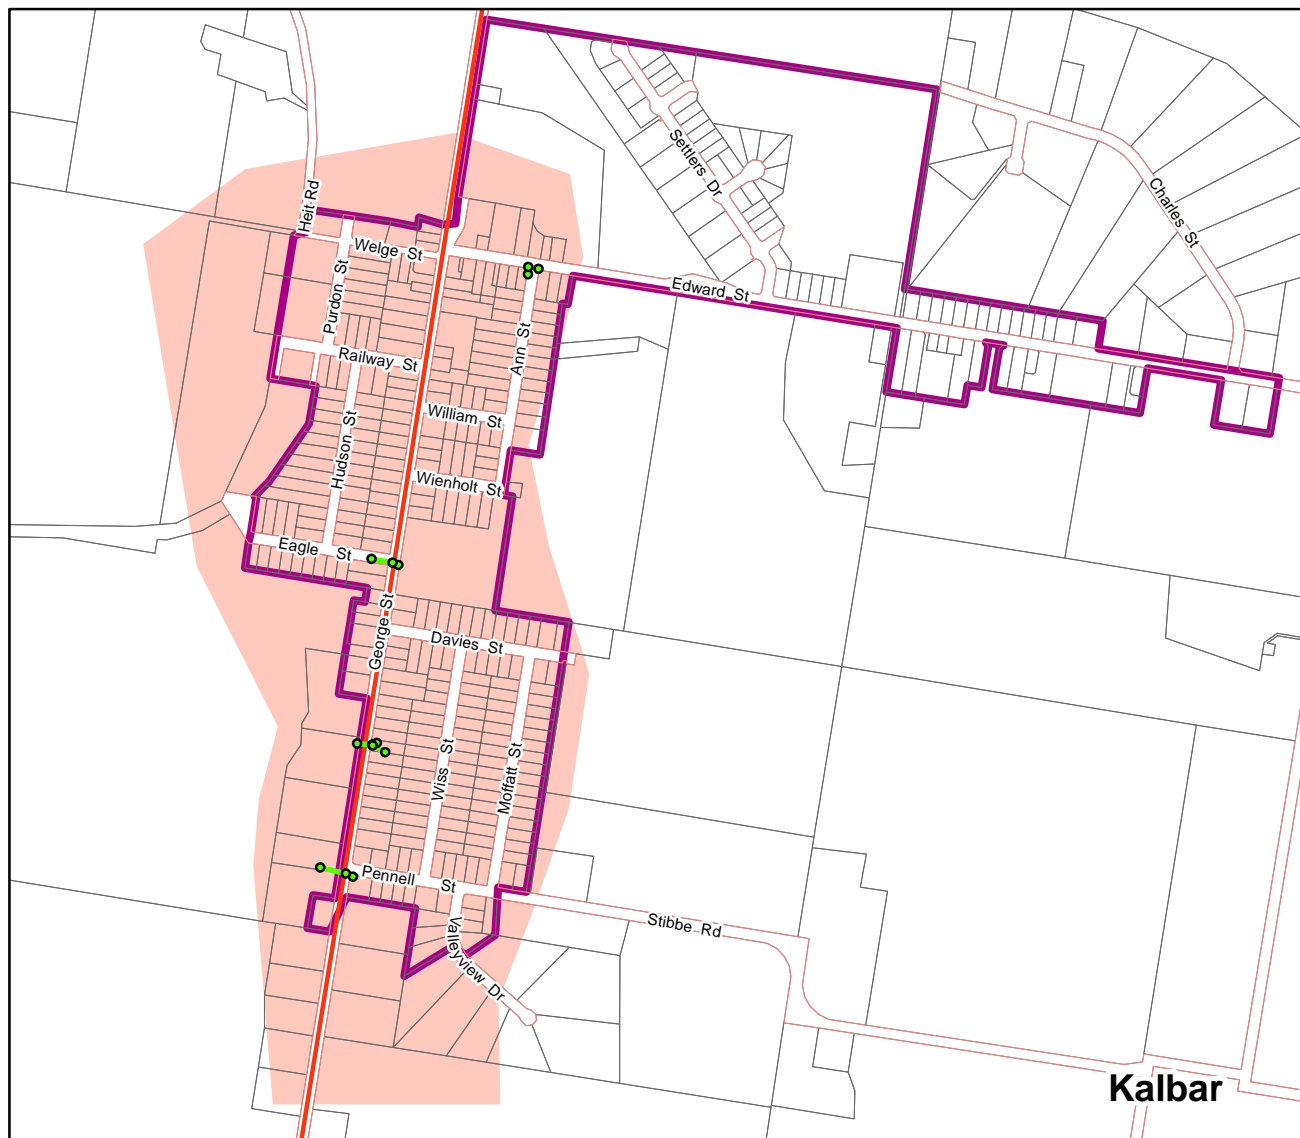 Settlers Dr
Charles St
Heit Rd
Welge St
Edward St
Purdon St
Ann St
Railway St
William St
Hudson St
Wienholt St
Eagle St
George St
Davies St
Wiss St
Moffatt St
Pennell St
Stibbe Rd
Valleyview Dr
Kalbar